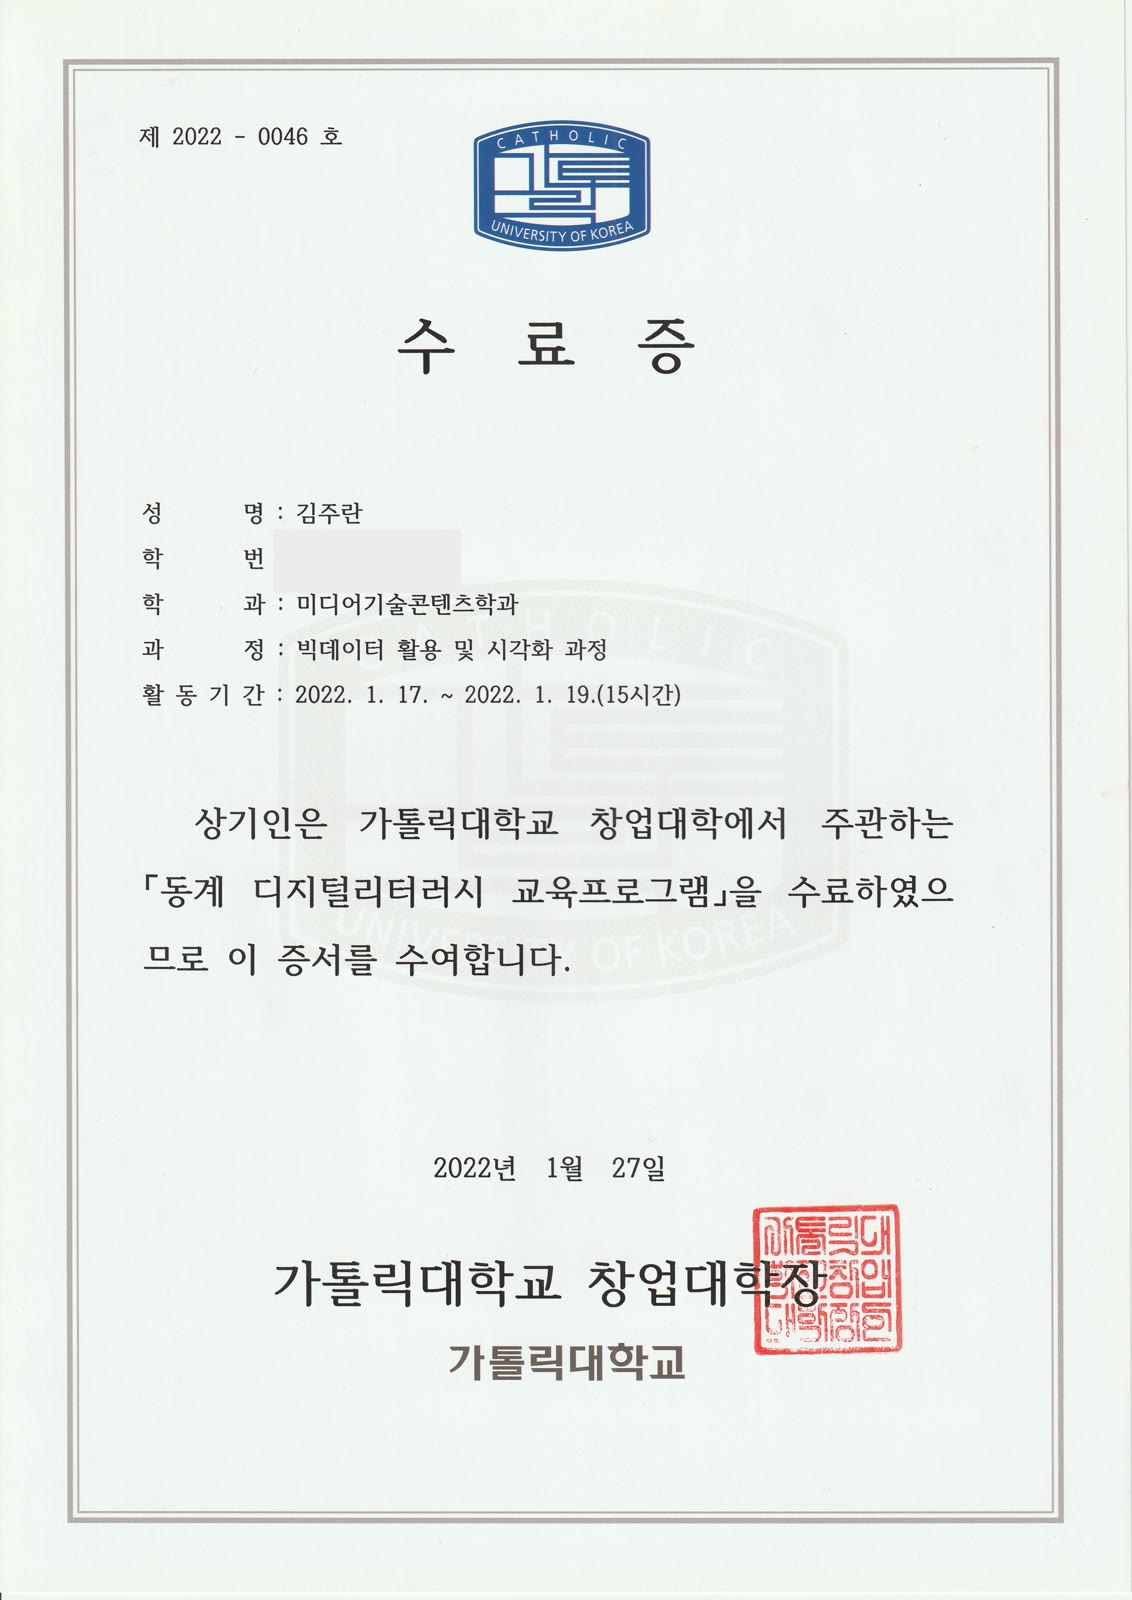 제 2022 - 0046 호
CATHOLIC
UNIVERSITY OF KOREA
수 료 증
성 명 : 김주란
학 번
학 과 : 미디어기술콘텐츠학과
과 정 : 빅데이터 활용 및 시각화 과정
활 동 기 간 : 2022. 1. 17. ~ 2022. 1. 19.(15시간)
CATHOLIC
상기인은 가톨릭대학교 창업대학에서 주관하는
「동계 디지털리터러시 교육프로그램」을 수료하였으
므로 이 증서를 수여합니다.
UNIVERSITY OF KOREA
2022년 1월 27일
가톨릭대학교 창업대학장
가톨릭대학교